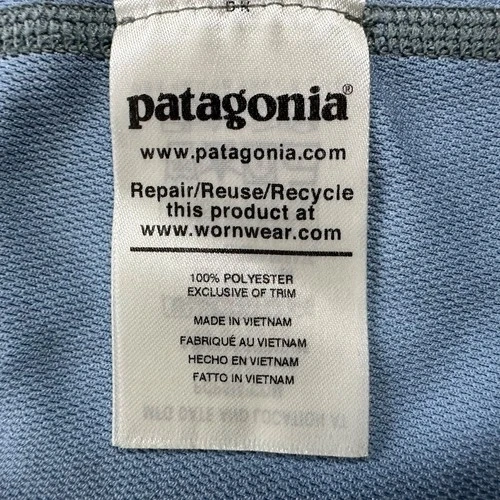 patagonia®
www.patagonia.com
Repair/Reuse/Recycle
this product at
www.wornwear.com
100% POLYESTER
EXCLUSIVE OF TRIM
MADE IN VIETNAM
FABRIQUÉ AU VIETNAM
HECHO EN VIETNAM
FATTO IN VIETNAM